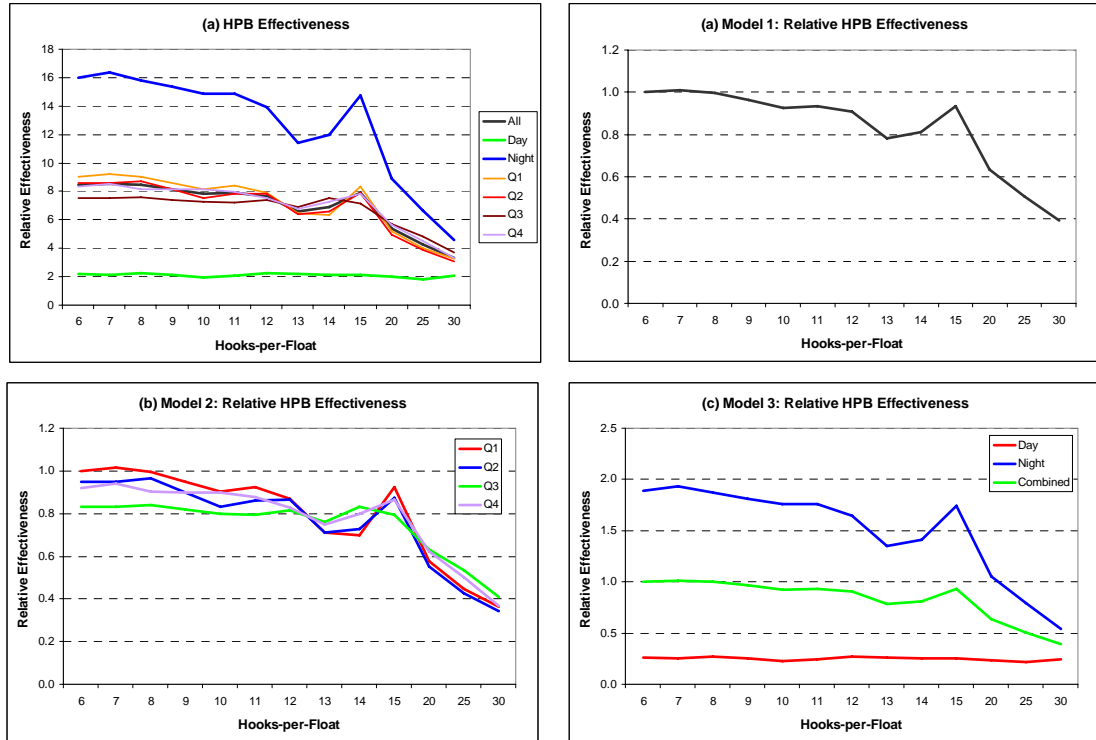 (a) HPB Effectiveness
18
16
14
12
10
8
6
4
2
0
Relative Effectiveness
6 7 8 9 10 11 12 13 14 15 20 25 30
Hooks-per-Float
All
Day
Night
Q1
Q2
Q3
Q4
(a) Model 1: Relative HPB Effectiveness
1.2
1.0
0.8
0.6
0.4
0.2
0.0
Relative Effectiveness
6 7 8 9 10 11 12 13 14 15 20 25 30
Hooks-per-Float
(b) Model 2: Relative HPB Effectiveness
1.2
1.0
0.8
0.6
0.4
0.2
0.0
Relative Effectiveness
6 7 8 9 10 11 12 13 14 15 20 25 30
Hooks-per-Float
Q1
Q2
Q3
Q4
(c) Model 3: Relative HPB Effectiveness
2.5
2.0
1.5
1.0
0.5
0.0
Relative Effectiveness
6 7 8 9 10 11 12 13 14 15 20 25 30
Hooks-per-Float
Day
Night
Combined